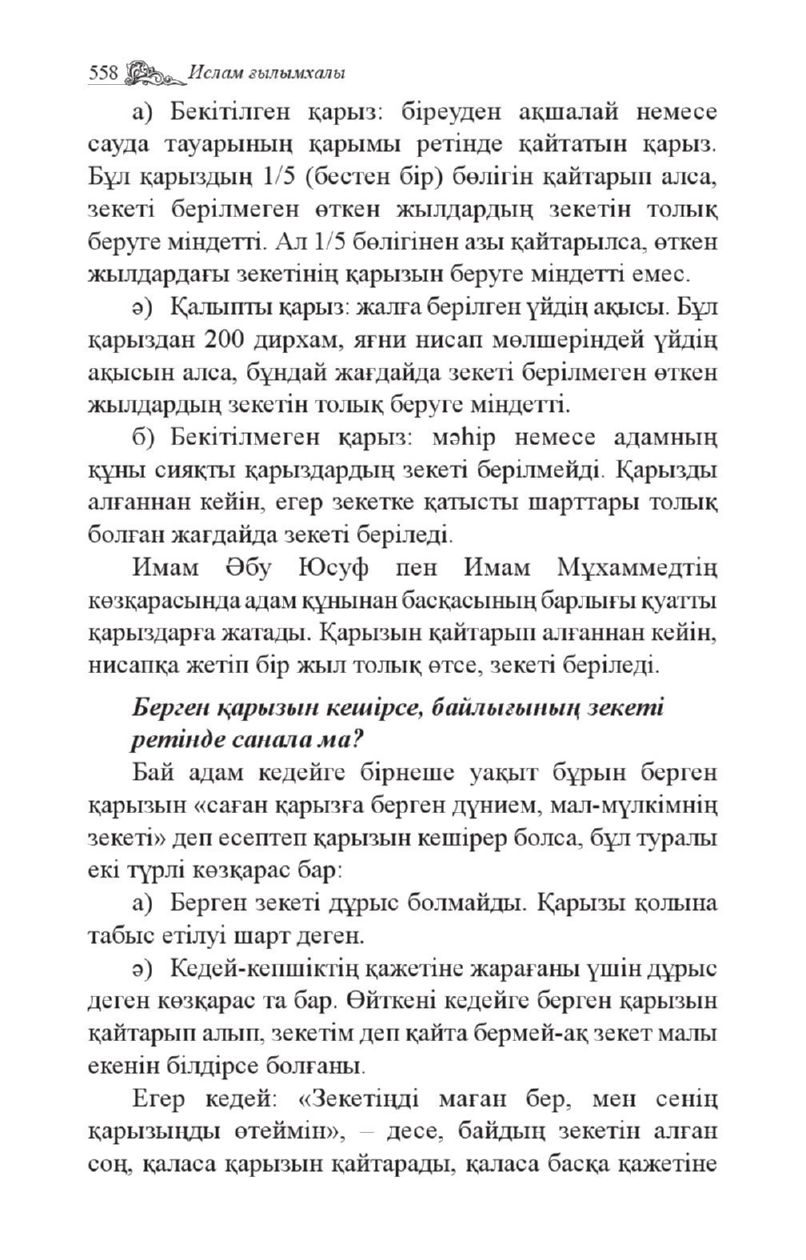 558 Ислам ғылымхалы
а) Бекітілген қарыз: біреуден ақшалай немесе
сауда тауарының қарымы ретінде қайтатын қарыз.
Бұл қарыздың 1/5 (бестен бір) бөлігін қайтарып алса,
зекеті берілмеген өткен жылдардың зекетін толық
беруге міндетті. Ал 1/5 бөлігінен азы қайтарылса, өткен
жылдардағы зекетінің қарызын беруге міндетті емес.
ә) Қалыпты қарыз: жалға берілген үйдің ақысы. Бұл
қарыздан 200 дирхам, яғни нисап мөлшеріндей үйдің
ақысын алса, бұндай жағдайда зекеті берілмеген өткен
жылдардың зекетін толық беруге міндетті.
б) Бекітілмеген қарыз: мәһір немесе адамның
құны сияқты қарыздардың зекеті берілмейді. Қарызды
алғаннан кейін, егер зекетке қатысты шарттары толық
болған жағдайда зекеті беріледі.
Имам Әбу Юсуф пен Имам Мұхаммедтің
көзқарасында адам құнынан басқасының барлығы қуатты
қарыздарға жатады. Қарызын қайтарып алғаннан кейін,
нисапқа жетіп бір жыл толық өтсе, зекеті беріледі.
Берген қарызын кешірсе, байлығының зекеті
ретінде санала ма?
Бай адам кедейге бірнеше уақыт бұрын берген
қарызын «саған қарызға берген дүнием, мал-мүлкімнің
зекеті» деп есептеп қарызын кешірер болса, бұл туралы
екі түрлі көзқарас бар:
а) Берген зекеті дұрыс болмайды. Қарызы қолына
табыс етілуі шарт деген.
ә) Кедей-кепшіктің қажетіне жарағаны үшін дұрыс
деген көзқарас та бар. Өйткені кедейге берген қарызын
қайтарып алып, зекетім деп қайта бермей-ақ зекет малы
екенін білдірсе болғаны.
Егер кедей: «Зекетіңді маған бер, мен сенің
қарызыңды өтеймін», – десе, байдың зекетін алған
соң, қаласа қарызын қайтарады, қаласа басқа қажетіне